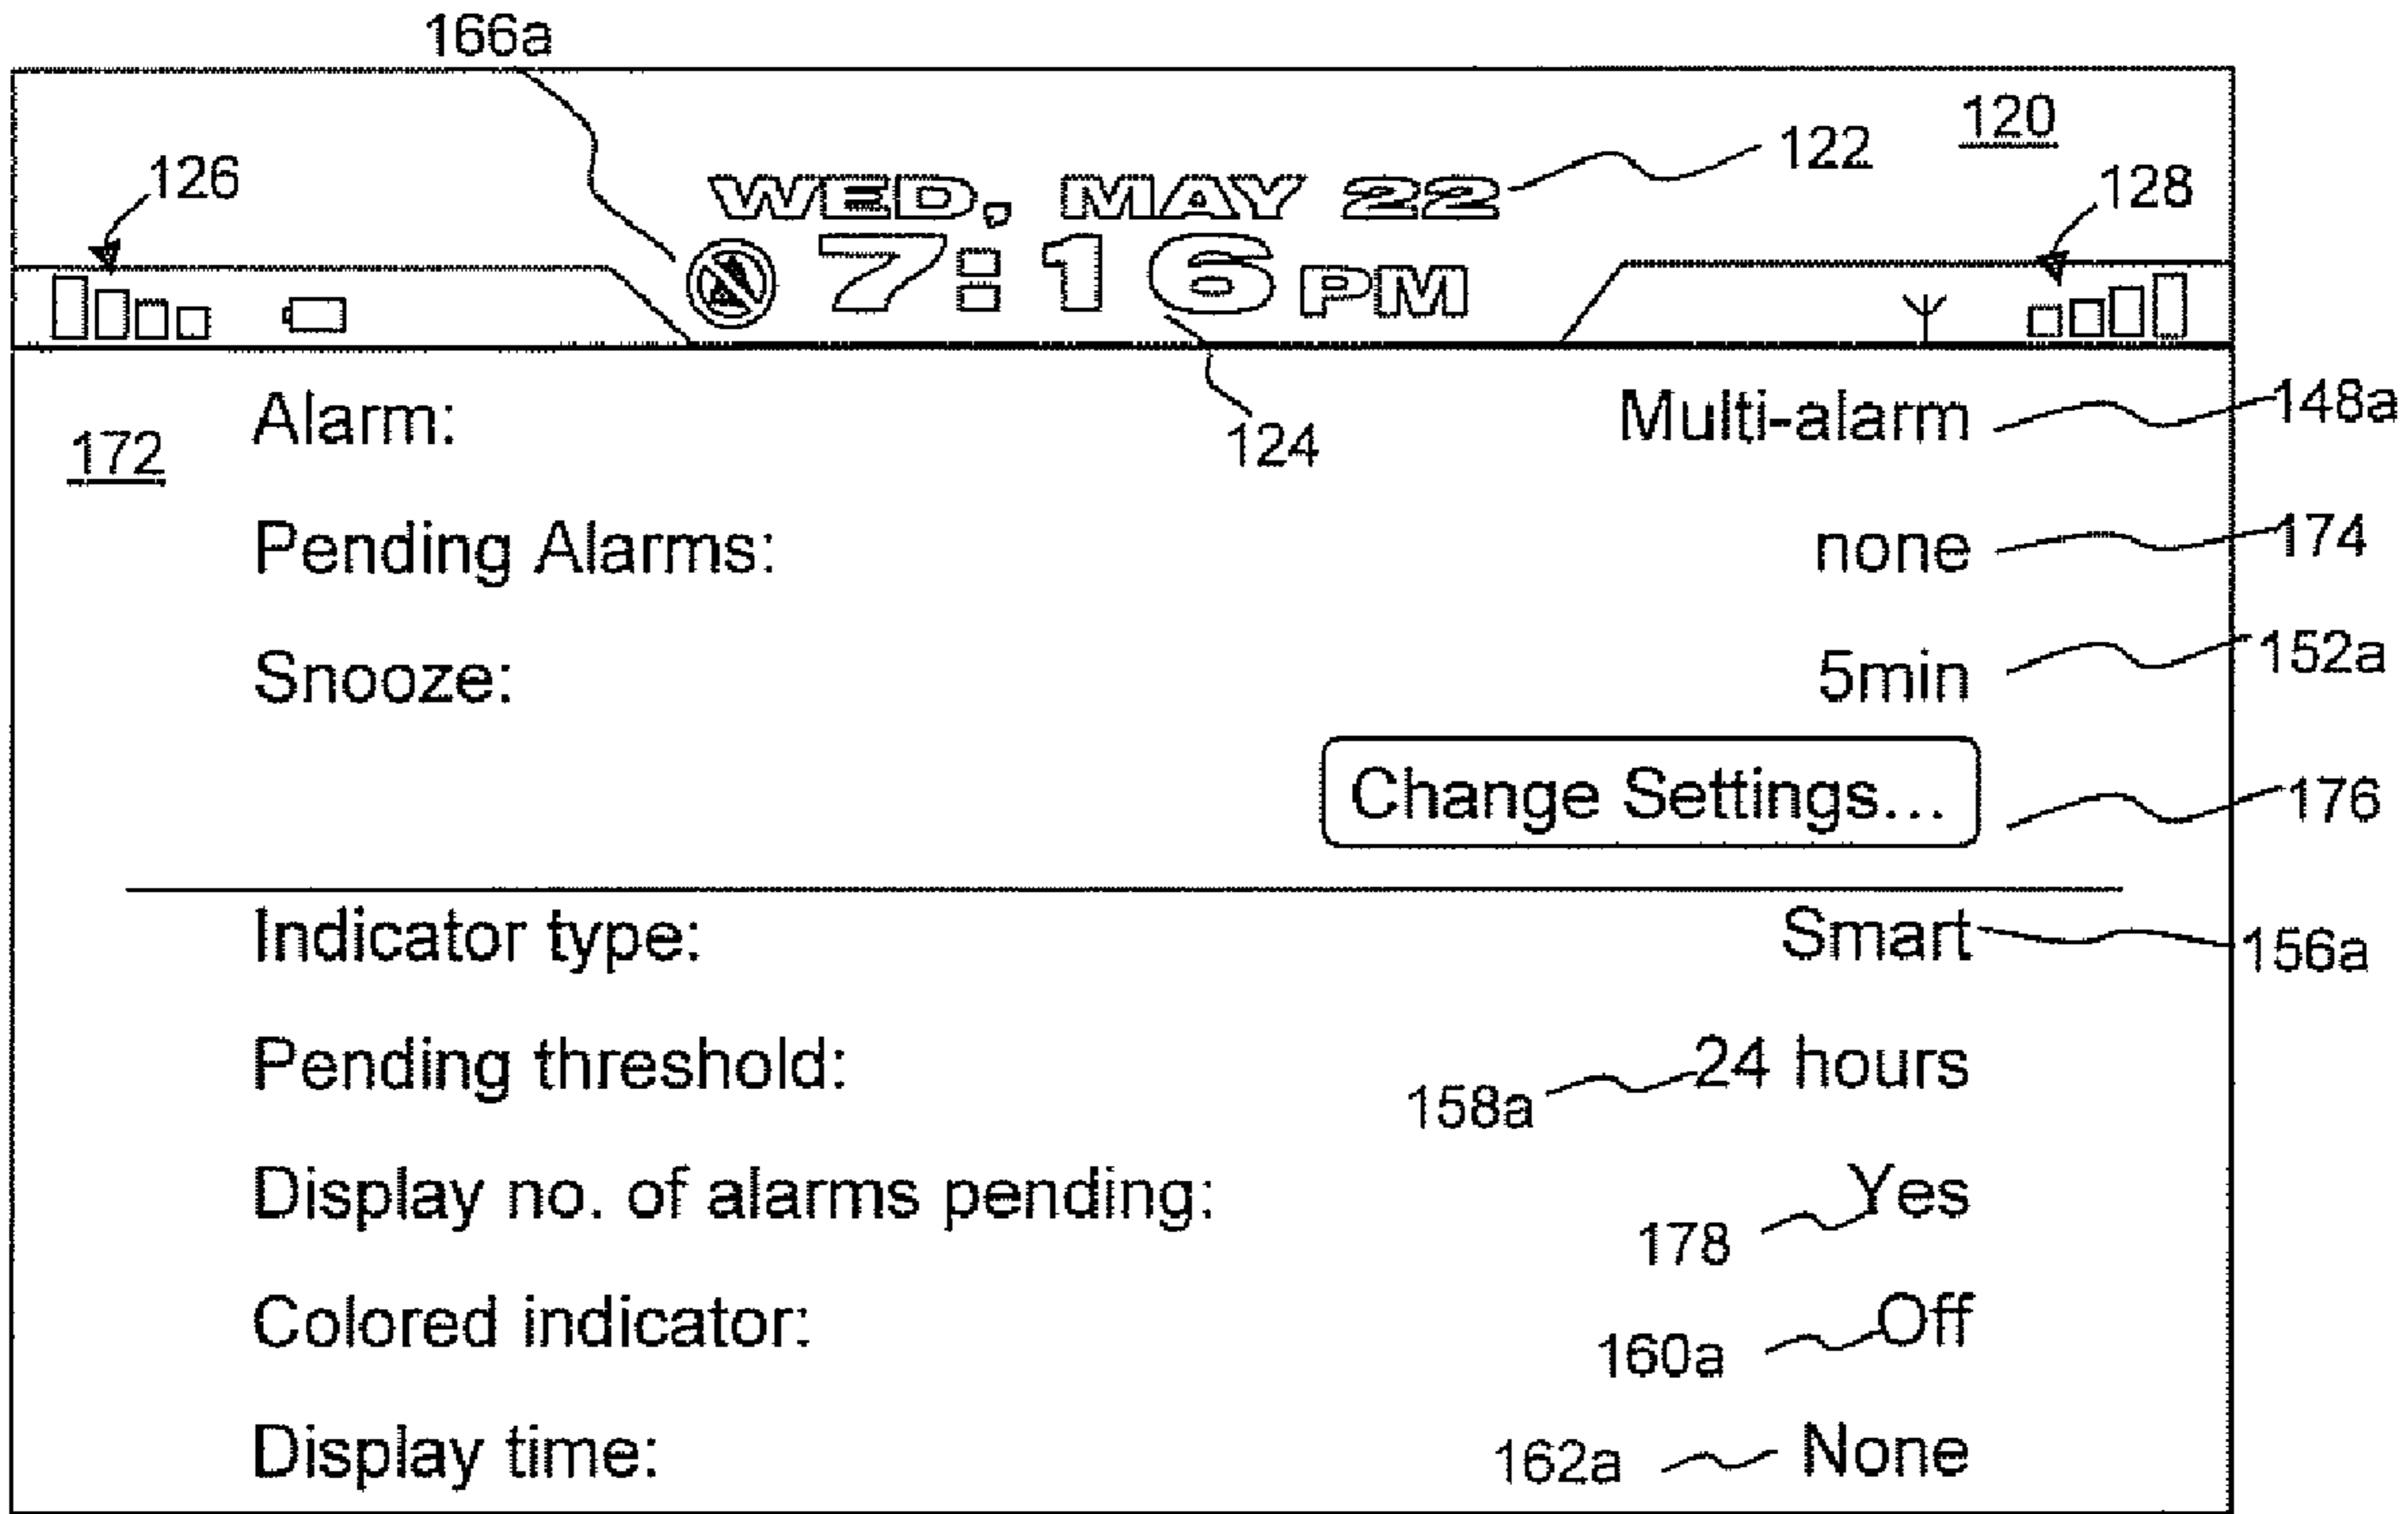 166a
120
126
WED, MAY 22
122
128
7:16 PM
124
172
Alarm:
Multi-alarm
148a
Pending Alarms:
none
174
Snooze:
5min
152a
Change Settings...
176
Indicator type:
Smart
156a
Pending threshold:
158a
24 hours
Display no. of alarms pending:
178
Yes
Colored indicator:
160a
Off
Display time:
162a
None